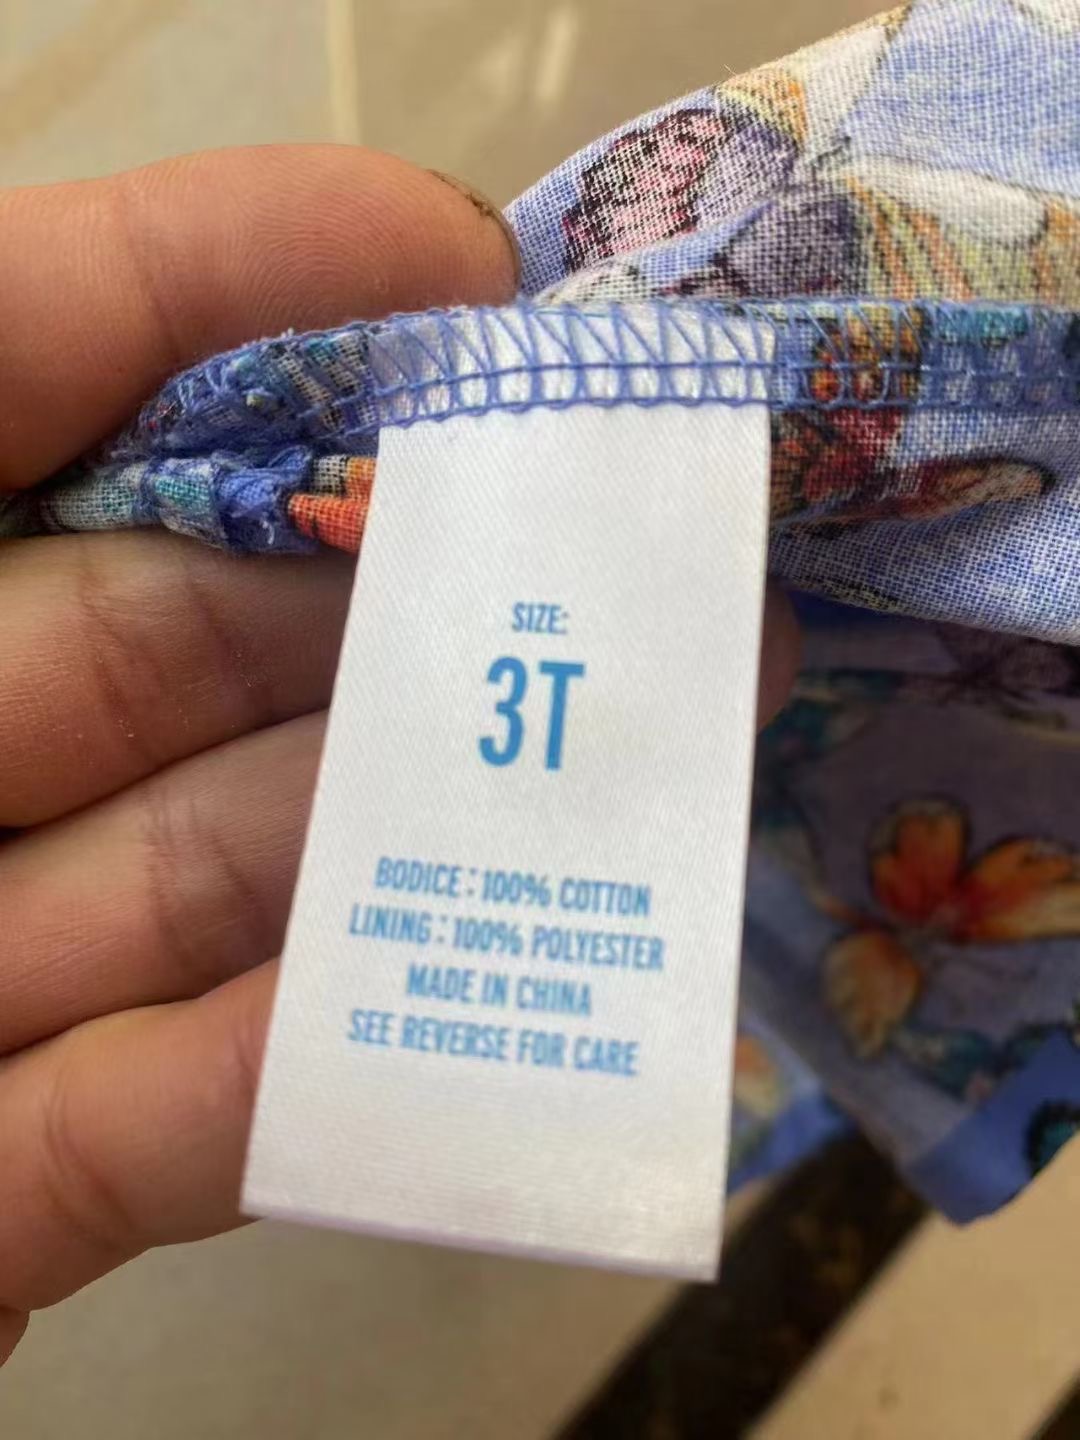 SIZE:
3T
BODICE: 100% COTTON
LINING: 100% POLYESTER
MADE IN CHINA
SEE REVERSE FOR CARE